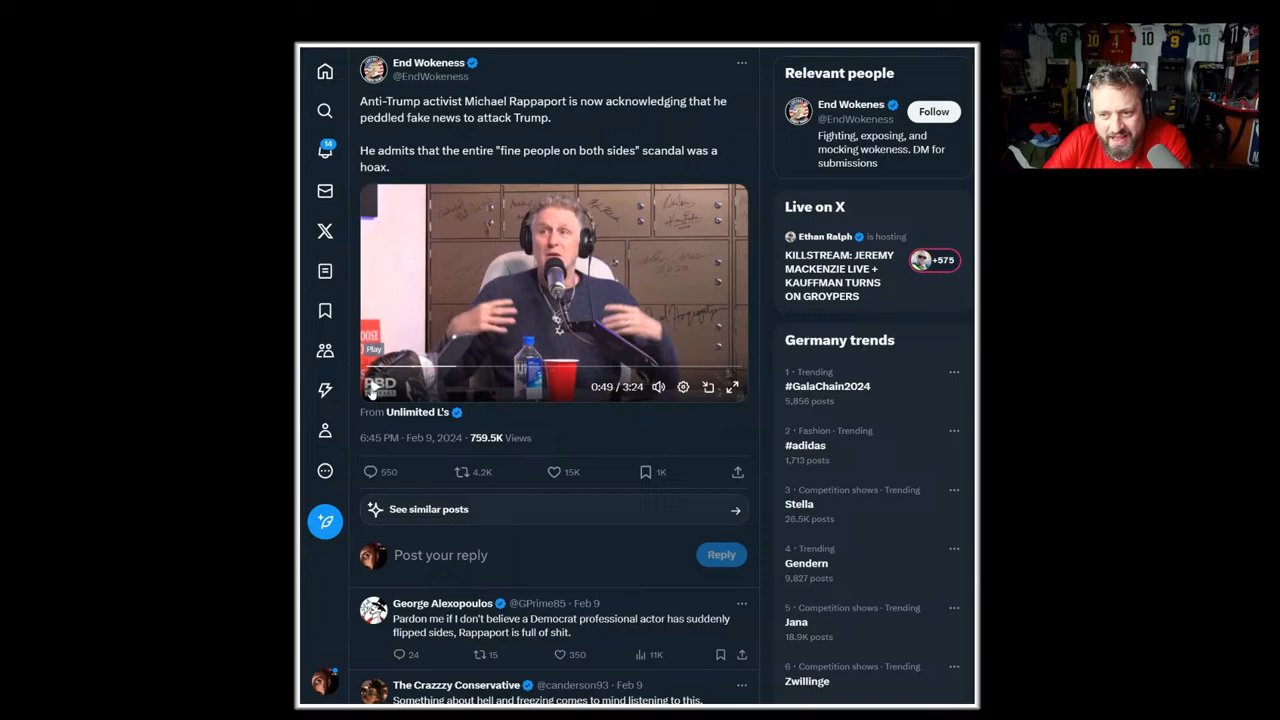 End Wokeness
@EndWokeness
Anti-Trump activist Michael Rappaport is now acknowledging that he
peddled fake news to attack Trump.
He admits that the entire "fine people on both sides" scandal was a
hoax.
Play
PBD
0:49 / 3:24
From Unlimited L's
6:45 PM · Feb 9, 2024 · 759.5K Views
550
4.2K
15K
1K
See similar posts
Post your reply
Reply
George Alexopoulos @GPrime85 · Feb 9
Pardon me if I don't believe a Democrat professional actor has suddenly
flipped sides, Rappaport is full of shit.
24
15
350
11K
The Crazzzy Conservative @canderson93 · Feb 9
Something about hell and freezing comes to mind listening to this.
14
Relevant people
End Wokenes
@EndWokeness
Follow
Fighting, exposing, and
mocking wokeness. DM for
submissions
Live on X
Ethan Ralph is hosting
KILLSTREAM: JEREMY
MACKENZIE LIVE +
KAUFFMAN TURNS
ON GROYPERS
+575
Germany trends
1 · Trending
#GalaChain2024
5,856 posts
2 · Fashion · Trending
#adidas
1,713 posts
3 · Competition shows · Trending
Stella
26.5K posts
4 · Trending
Gendern
9,827 posts
5 · Competition shows · Trending
Jana
18.9K posts
6 · Competition shows · Trending
Zwillinge